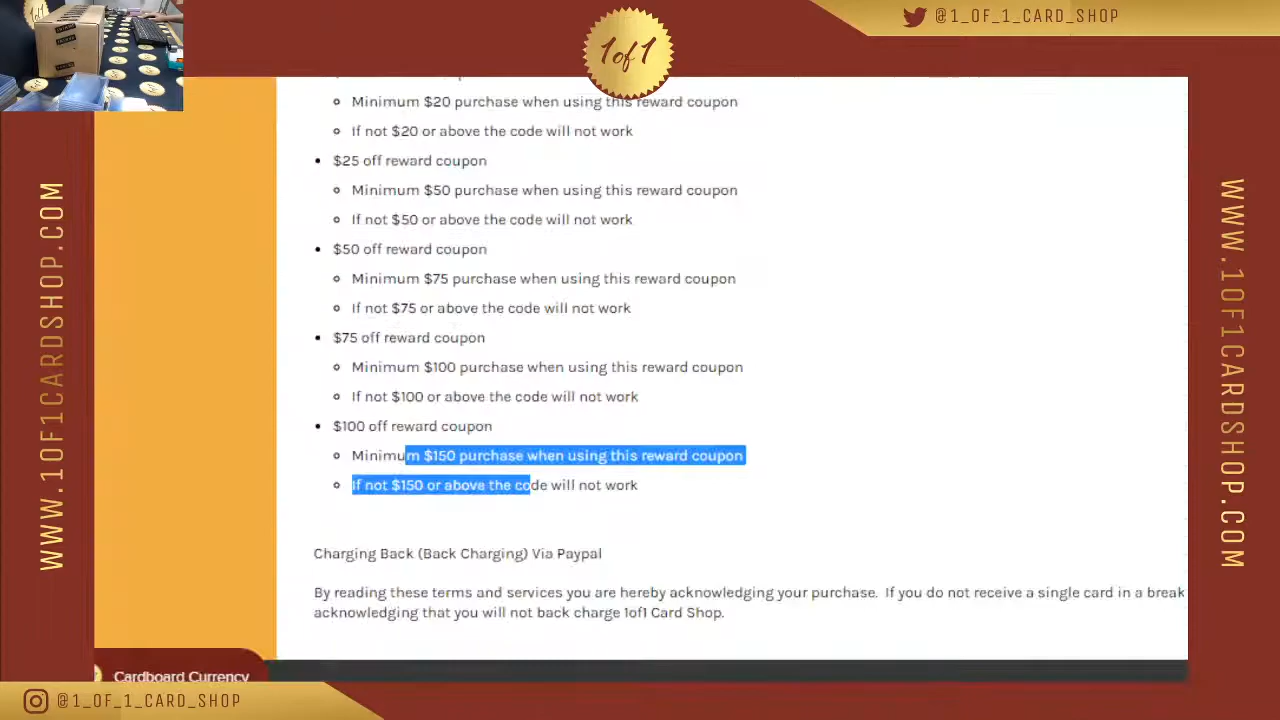 @1_OF_1_CARD_SHOP
1of1
Minimum $20 purchase when using this reward coupon
If not $20 or above the code will not work
$25 off reward coupon
Minimum $50 purchase when using this reward coupon
If not $50 or above the code will not work
$50 off reward coupon
Minimum $75 purchase when using this reward coupon
If not $75 or above the code will not work
$75 off reward coupon
Minimum $100 purchase when using this reward coupon
If not $100 or above the code will not work
$100 off reward coupon
Minimum $150 purchase when using this reward coupon
If not $150 or above the code will not work
Charging Back (Back Charging) Via Paypal
By reading these terms and services you are hereby acknowledging your purchase. If you do not receive a single card in a break
acknowledging that you will not back charge 1of1 Card Shop.
Cardboard Currency
@1_OF_1_CARD_SHOP
WWW.1OF1CARDSHOP.COM
WWW.1OF1CARDSHOP.COM